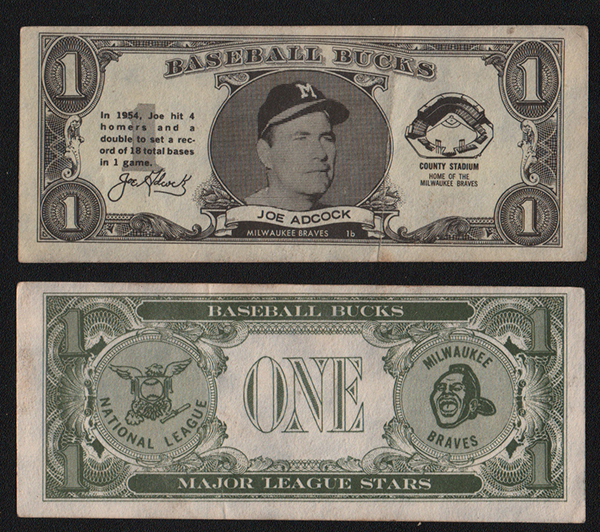 BASEBALL BUCKS
1
1
In 1954, Joe hit 4
homers and a
double to set a rec-
ord of 18 total bases
in 1 game.
Joe Adcock
1
M
COUNTY STADIUM
HOME OF THE
MILWAUKEE BRAVES
1
1
JOE ADCOCK
MILWAUKEE BRAVES 1b
BASEBALL BUCKS
1
1
NATIONAL LEAGUE
ONE
MILWAUKEE
BRAVES
1
1
MAJOR LEAGUE STARS